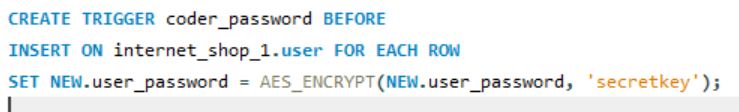 CREATE TRIGGER coder_password BEFORE
INSERT ON internet_shop_1.user FOR EACH ROW
SET NEW.user_password = AES_ENCRYPT(NEW.user_password, 'secretkey');